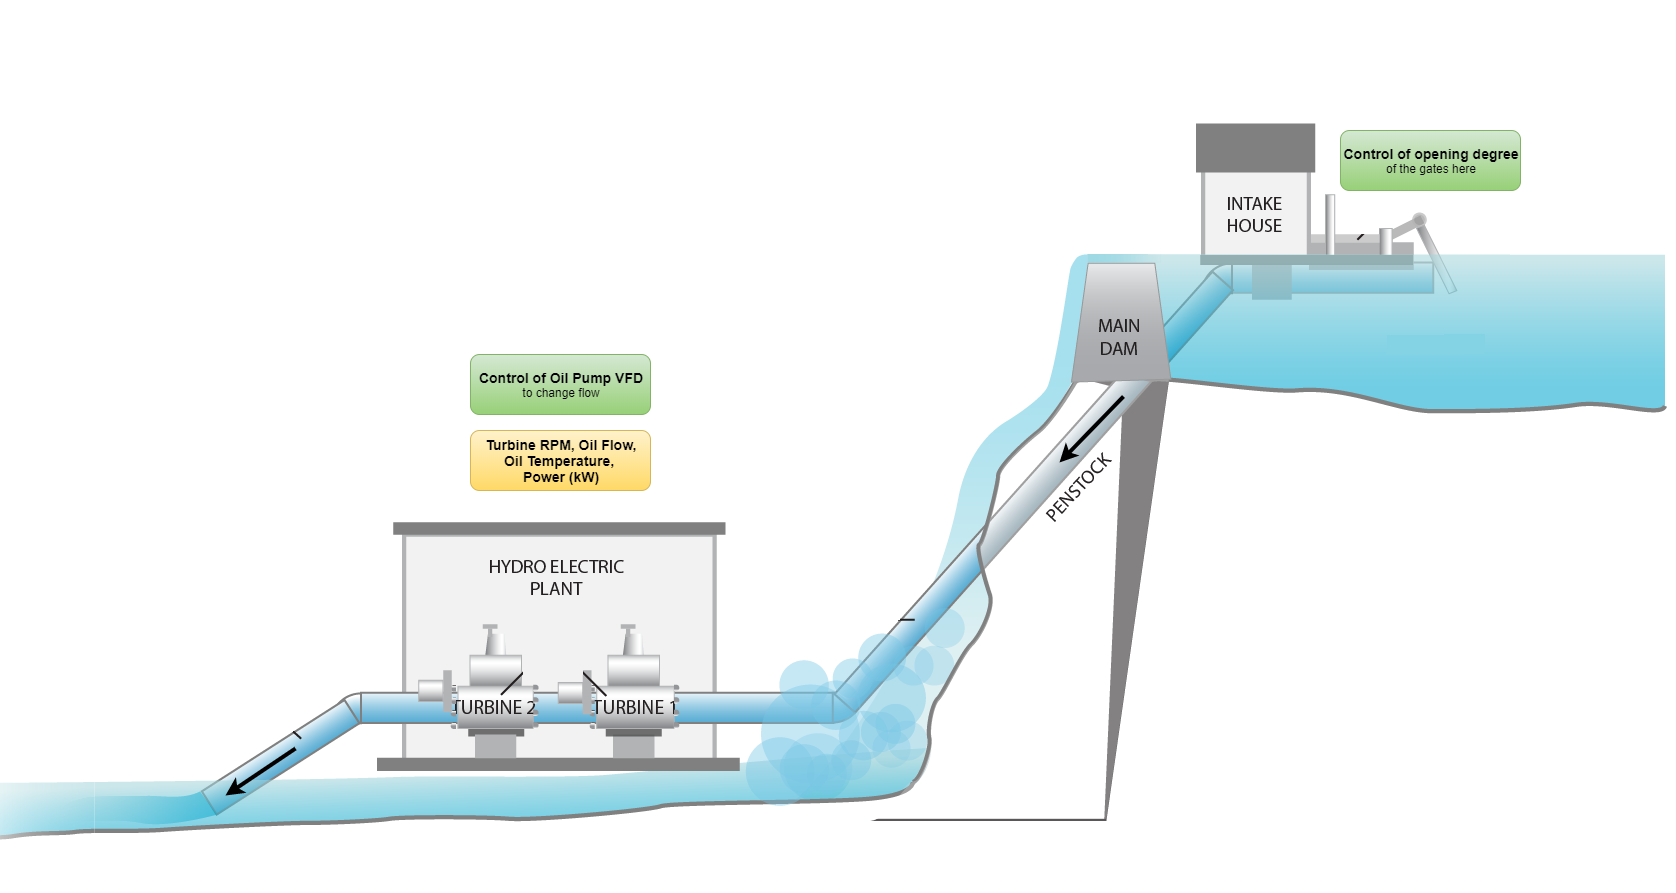 Control of opening degree
of the gates here
INTAKE
HOUSE
MAIN
DAM
Control of Oil Pump VFD
to change flow
Turbine RPM, Oil Flow,
Oil Temperature,
Power (kW)
PENSTOCK
HYDRO ELECTRIC
PLANT
TURBINE 2
TURBINE 1